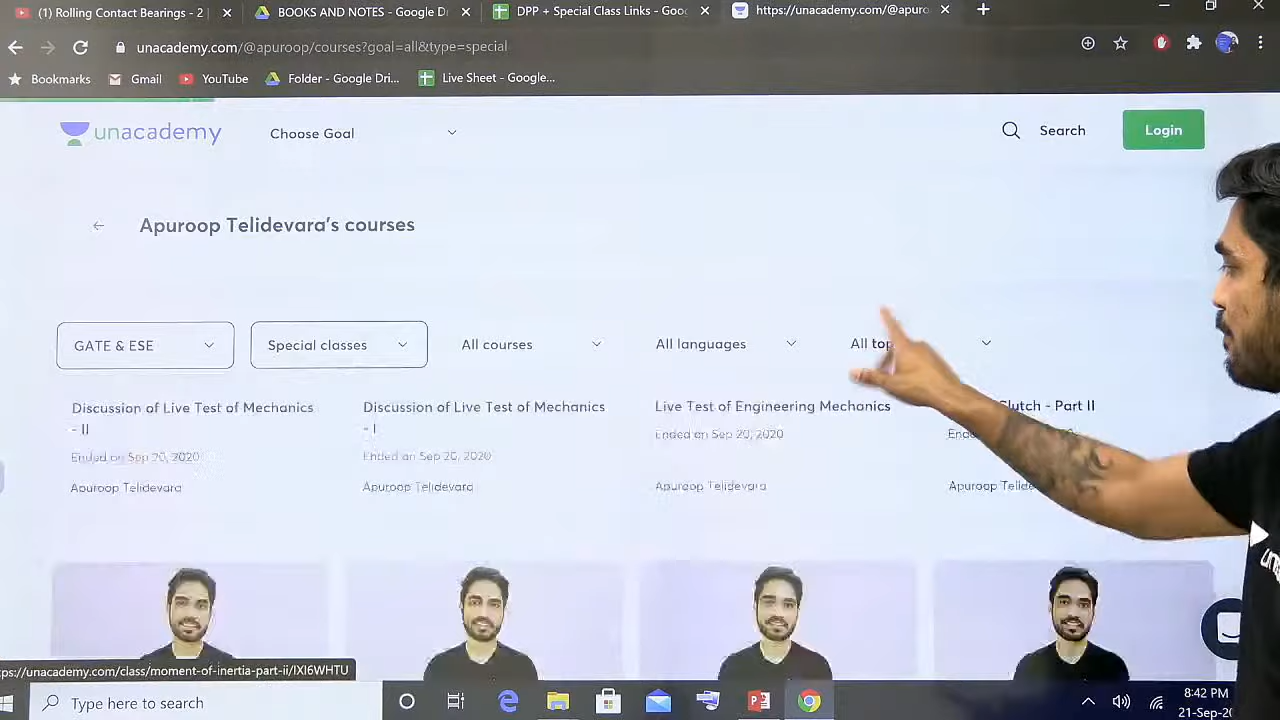 (1) Rolling Contact Bearings - 2
BOOKS AND NOTES - Google D
DPP + Special Class Links - Goo
https://unacademy.com/@apuro
unacademy.com/@apuroop/courses?goal=all&type=special
Bookmarks
Gmail
YouTube
Folder - Google Dri...
Live Sheet - Google...
unacademy
Choose Goal
Search
Login
Apuroop Telidevara's courses
GATE & ESE
Special classes
All courses
All languages
All top
Discussion of Live Test of Mechanics
- II
Ended on Sep 20, 2020
Apuroop Telidevara
Discussion of Live Test of Mechanics
- I
Ended on Sep 20, 2020
Apuroop Telidevara
Live Test of Engineering Mechanics
Ended on Sep 20, 2020
Apuroop Telidevara
Clutch - Part II
Apuroop Telide
ps://unacademy.com/class/moment-of-inertia-part-ii/
Type here to search
8:42 PM
21-Sep-20